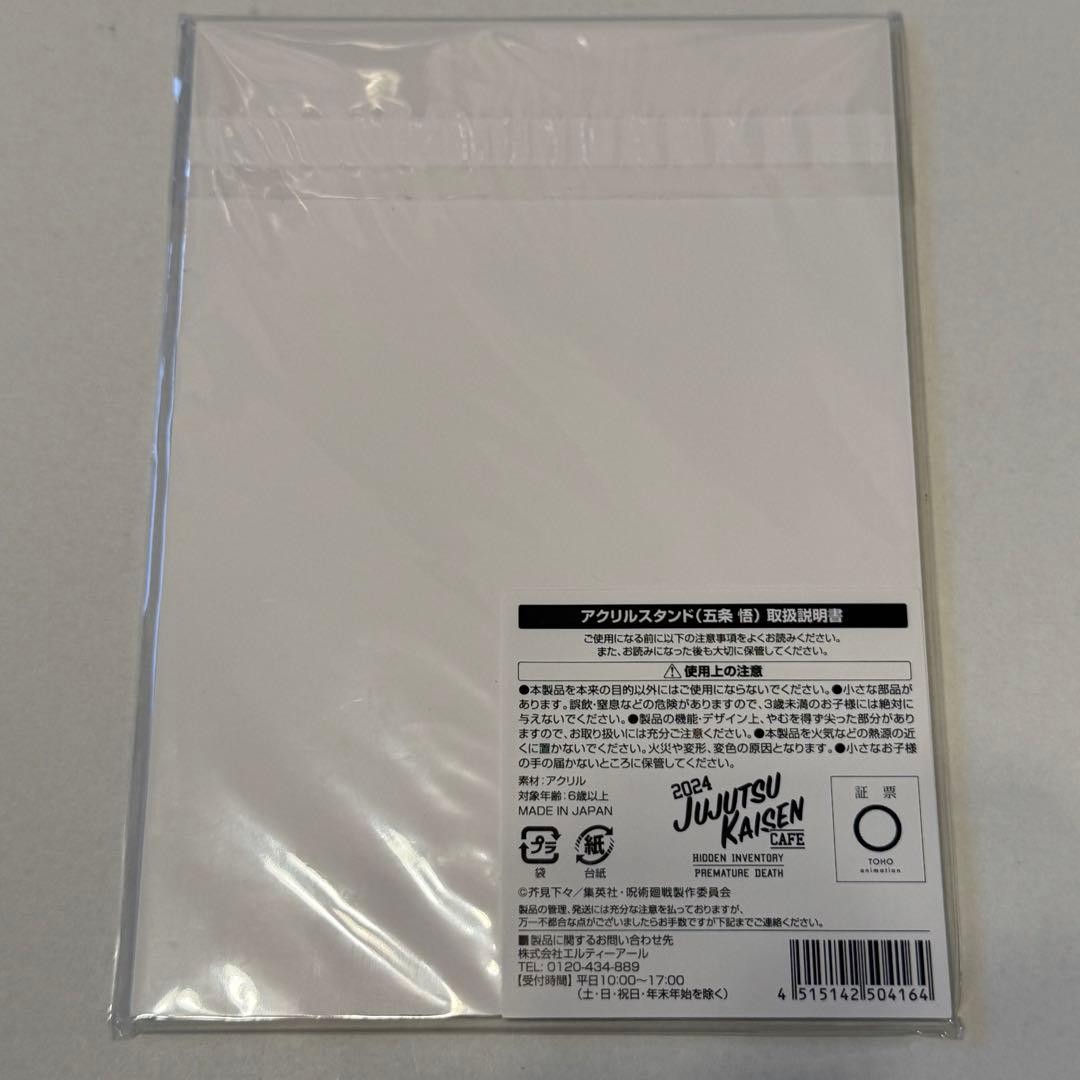 アクリルスタンド(五条 悟) 取扱説明書
ご使用になる前に以下の注意事項をよくお読みください。
また、お読みになった後も大切に保管してください。
使用上の注意
●本製品を本来の目的以外にはご使用にならないでください。●小さな部品が
あります。誤飲・窒息などの危険がありますので、3歳未満のお子様には絶対に
与えないでください。●製品の機能・デザイン上、やむを得ず尖った部分があり
ますので、お取り扱いには充分ご注意ください。●本製品を火気などの熱源の近
くに置かないでください。火災や変形、変色の原因となります。●小さなお子様
の手の届かないところに保管してください。
素材:アクリル
対象年齢:6歳以上
MADE IN JAPAN
プラ
袋
紙
台紙
2024
JUJUTSU
KAISEN
CAFE
HIDDEN INVENTORY
PREMATURE DEATH
証票
TOHO
animation
©芥見下々/集英社・呪術廻戦製作委員会
製品の管理、発送には充分な注意を払っておりますが、
万一不都合な点がございましたらお手数ですが下記までご連絡ください。
■製品に関するお問い合わせ先
株式会社エルティーアール
TEL: 0120-434-889
【受付時間】平日10:00〜17:00
(土・日・祝日・年末年始を除く)
4 515142 504164